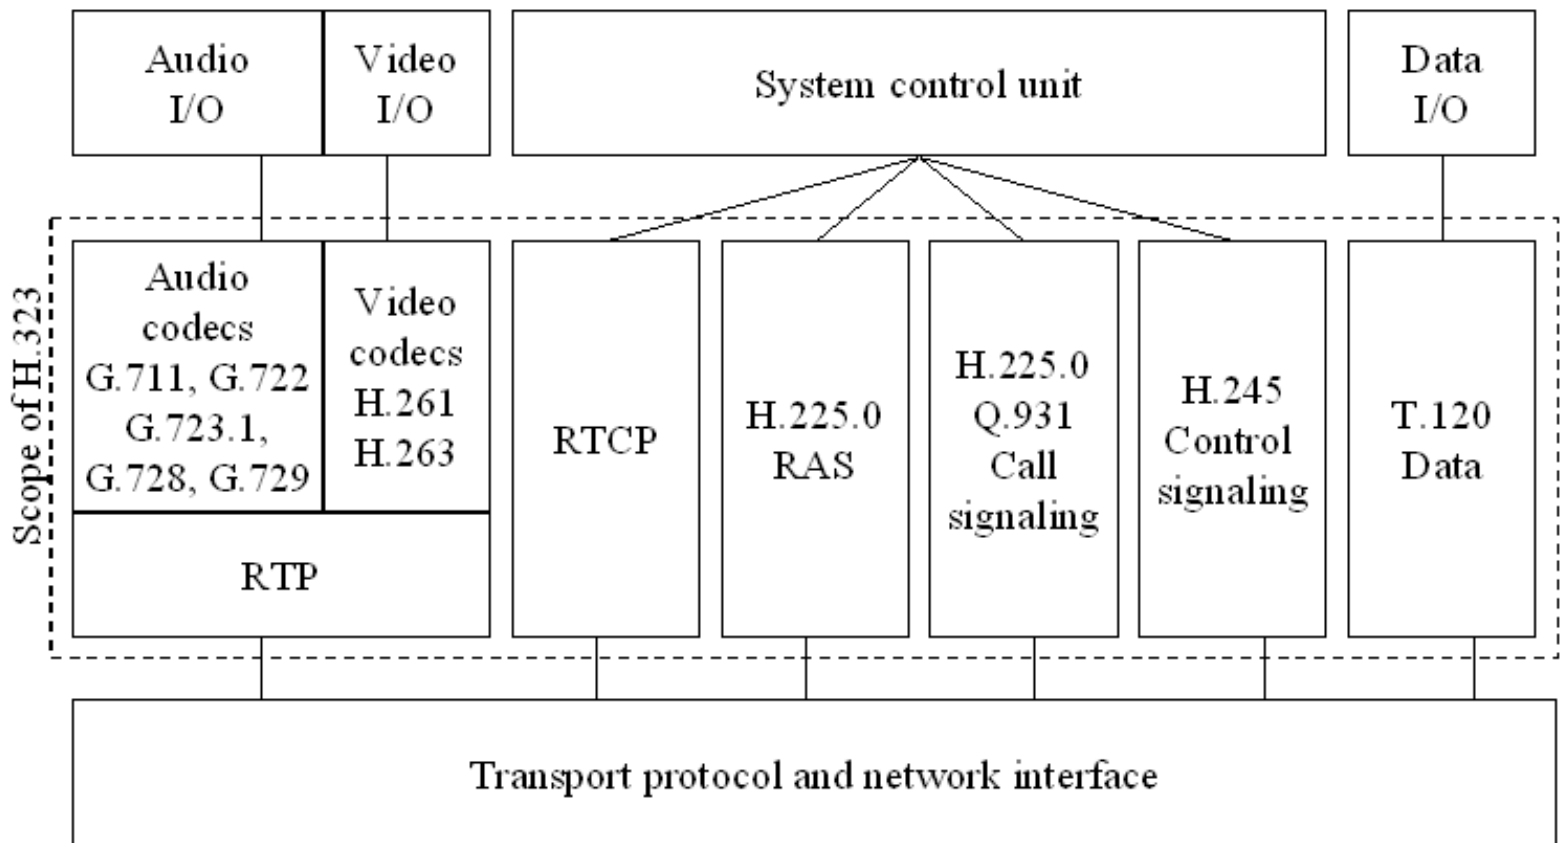 Audio
I/O
Video
I/O
System control unit
Data
I/O
Scope of H.323
Audio
codecs
G.711, G.722
G.723.1,
G.728, G.729
Video
codecs
H.261
H.263
RTP
RTCP
H.225.0
RAS
H.225.0
Q.931
Call
signaling
H.245
Control
signaling
T.120
Data
Transport protocol and network interface